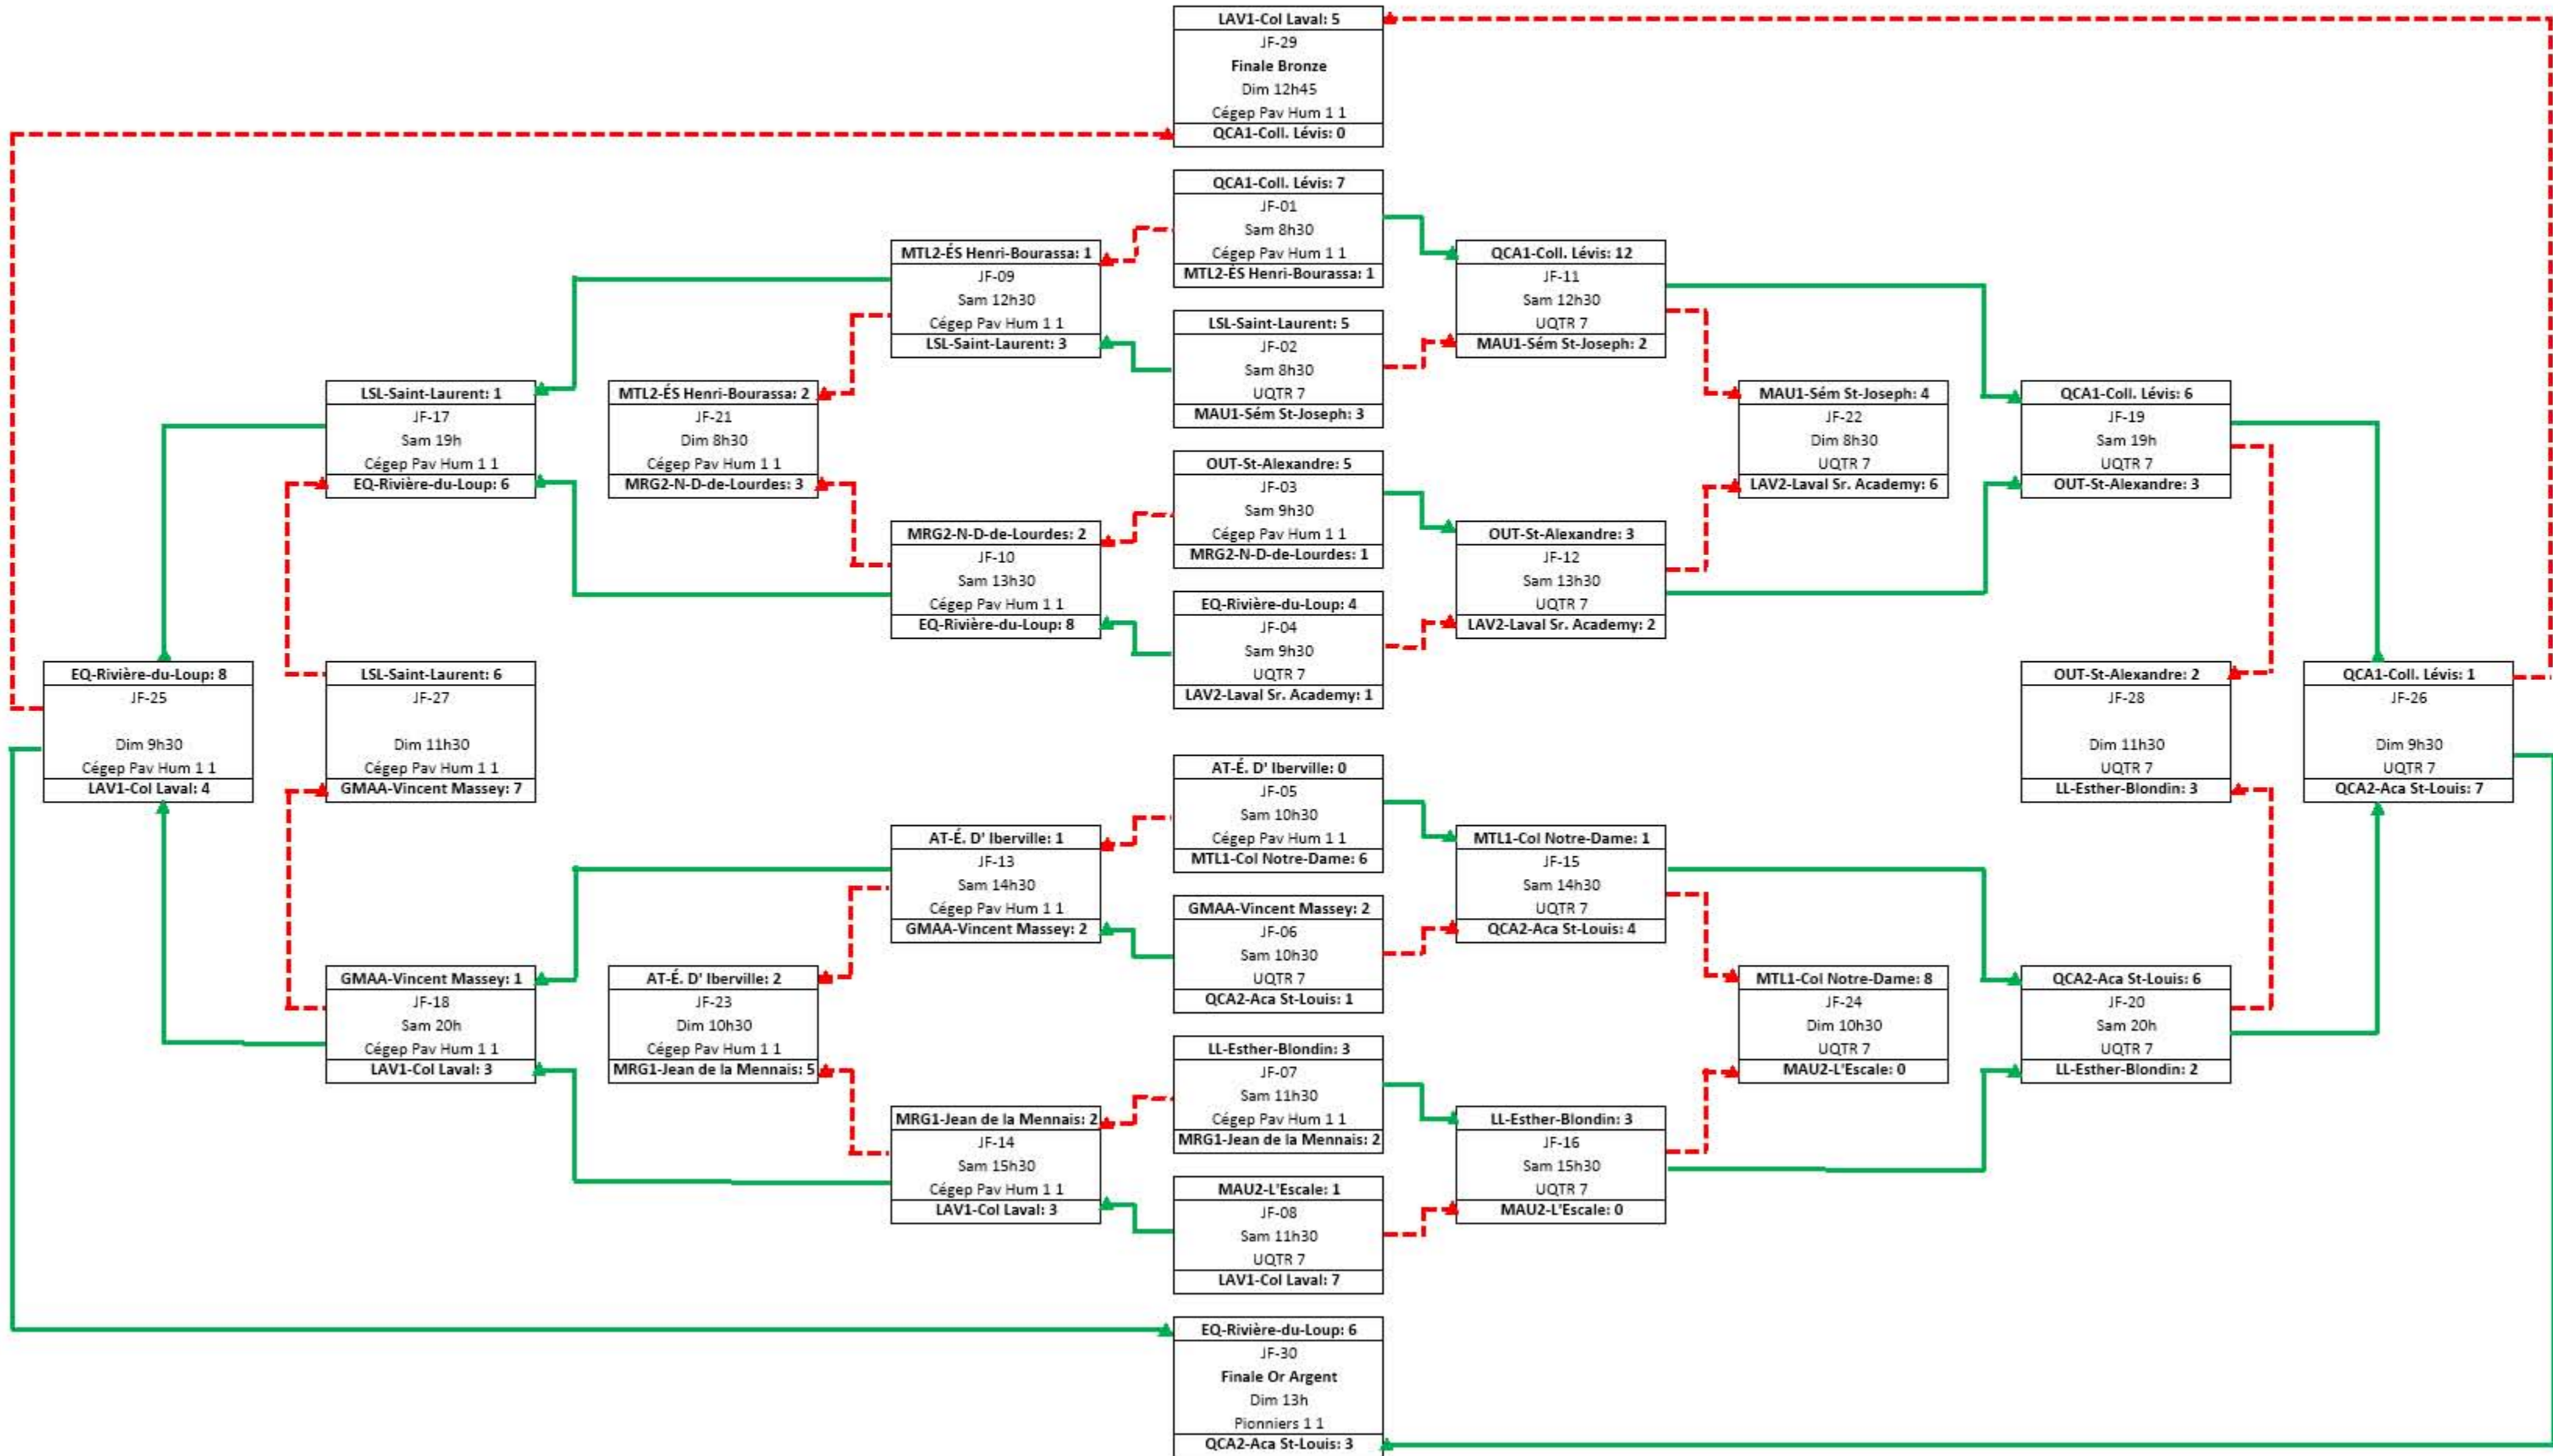 LAV1-Col Laval: 5
JF-29
Finale Bronze
Dim 12h45
Cégep Pav Hum 1 1
QCA1-Coll. Lévis: 0
QCA1-Coll. Lévis: 7
JF-01
Sam 8h30
Cégep Pav Hum 1 1
MTL2-ÉS Henri-Bourassa: 1
MTL2-ÉS Henri-Bourassa: 1
JF-09
Sam 12h30
Cégep Pav Hum 1 1
LSL-Saint-Laurent: 3
QCA1-Coll. Lévis: 12
JF-11
Sam 12h30
UQTR 7
MAU1-Sém St-Joseph: 2
LSL-Saint-Laurent: 5
JF-02
Sam 8h30
UQTR 7
MAU1-Sém St-Joseph: 3
LSL-Saint-Laurent: 1
JF-17
Sam 19h
Cégep Pav Hum 1 1
EQ-Rivière-du-Loup: 6
MTL2-ÉS Henri-Bourassa: 2
JF-21
Dim 8h30
Cégep Pav Hum 1 1
MRG2-N-D-de-Lourdes: 3
MAU1-Sém St-Joseph: 4
JF-22
Dim 8h30
UQTR 7
LAV2-Laval Sr. Academy: 6
QCA1-Coll. Lévis: 6
JF-19
Sam 19h
UQTR 7
OUT-St-Alexandre: 3
OUT-St-Alexandre: 5
JF-03
Sam 9h30
Cégep Pav Hum 1 1
MRG2-N-D-de-Lourdes: 1
MRG2-N-D-de-Lourdes: 2
JF-10
Sam 13h30
Cégep Pav Hum 1 1
EQ-Rivière-du-Loup: 8
OUT-St-Alexandre: 3
JF-12
Sam 13h30
UQTR 7
LAV2-Laval Sr. Academy: 2
EQ-Rivière-du-Loup: 4
JF-04
Sam 9h30
UQTR 7
LAV2-Laval Sr. Academy: 1
EQ-Rivière-du-Loup: 8
JF-25
Dim 9h30
Cégep Pav Hum 1 1
LAV1-Col Laval: 4
LSL-Saint-Laurent: 6
JF-27
Dim 11h30
Cégep Pav Hum 1 1
GMAA-Vincent Massey: 7
OUT-St-Alexandre: 2
JF-28
Dim 11h30
UQTR 7
LL-Esther-Blondin: 3
QCA1-Coll. Lévis: 1
JF-26
Dim 9h30
UQTR 7
QCA2-Aca St-Louis: 7
AT-É. D' Iberville: 0
JF-05
Sam 10h30
Cégep Pav Hum 1 1
MTL1-Col Notre-Dame: 6
AT-É. D' Iberville: 1
JF-13
Sam 14h30
Cégep Pav Hum 1 1
GMAA-Vincent Massey: 2
MTL1-Col Notre-Dame: 1
JF-15
Sam 14h30
UQTR 7
QCA2-Aca St-Louis: 4
GMAA-Vincent Massey: 2
JF-06
Sam 10h30
UQTR 7
QCA2-Aca St-Louis: 1
GMAA-Vincent Massey: 1
JF-18
Sam 20h
Cégep Pav Hum 1 1
LAV1-Col Laval: 3
AT-É. D' Iberville: 2
JF-23
Dim 10h30
Cégep Pav Hum 1 1
MRG1-Jean de la Mennais: 5
MTL1-Col Notre-Dame: 8
JF-24
Dim 10h30
UQTR 7
MAU2-L'Escale: 0
QCA2-Aca St-Louis: 6
JF-20
Sam 20h
UQTR 7
LL-Esther-Blondin: 2
LL-Esther-Blondin: 3
JF-07
Sam 11h30
Cégep Pav Hum 1 1
MRG1-Jean de la Mennais: 2
MRG1-Jean de la Mennais: 2
JF-14
Sam 15h30
Cégep Pav Hum 1 1
LAV1-Col Laval: 3
LL-Esther-Blondin: 3
JF-16
Sam 15h30
UQTR 7
MAU2-L'Escale: 0
MAU2-L'Escale: 1
JF-08
Sam 11h30
UQTR 7
LAV1-Col Laval: 7
EQ-Rivière-du-Loup: 6
JF-30
Finale Or Argent
Dim 13h
Pionniers 1 1
QCA2-Aca St-Louis: 3